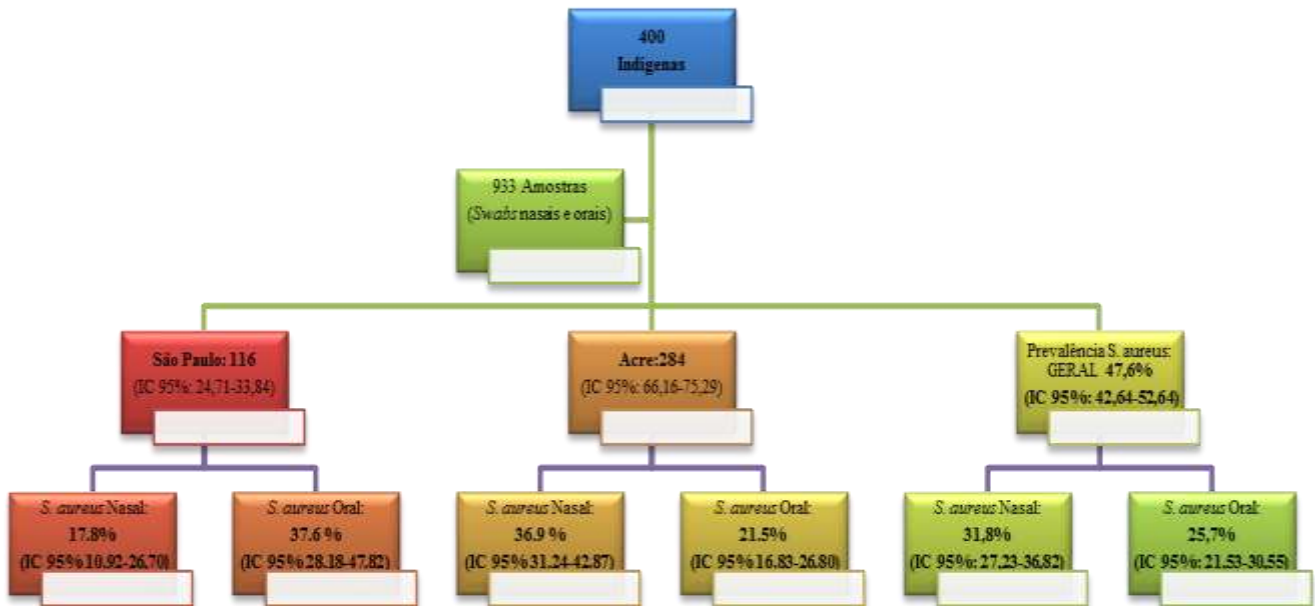 400
Indígenas
933 Amostras
(Swabs nasais e orais)
São Paulo: 116
(IC 95%: 24,71-33,84)
Acre:284
(IC 95%: 66,16-75,29)
Prevalência S. aureus:
GERAL 47,6%
(IC 95%: 42,64-52,64)
S. aureus Nasal:
17.8%
(IC 95% 10.92-26.70)
S. aureus Oral:
37.6 %
(IC 95% 28.18-47.82)
S. aureus Nasal:
36.9 %
(IC 95% 31.24-42.87)
S. aureus Oral:
21.5%
(IC 95% 16.83-26.80)
S. aureus Nasal:
31,8%
(IC 95%: 27,23-36,82)
S. aureus Oral:
25,7%
(IC 95%: 21.53-30.55)